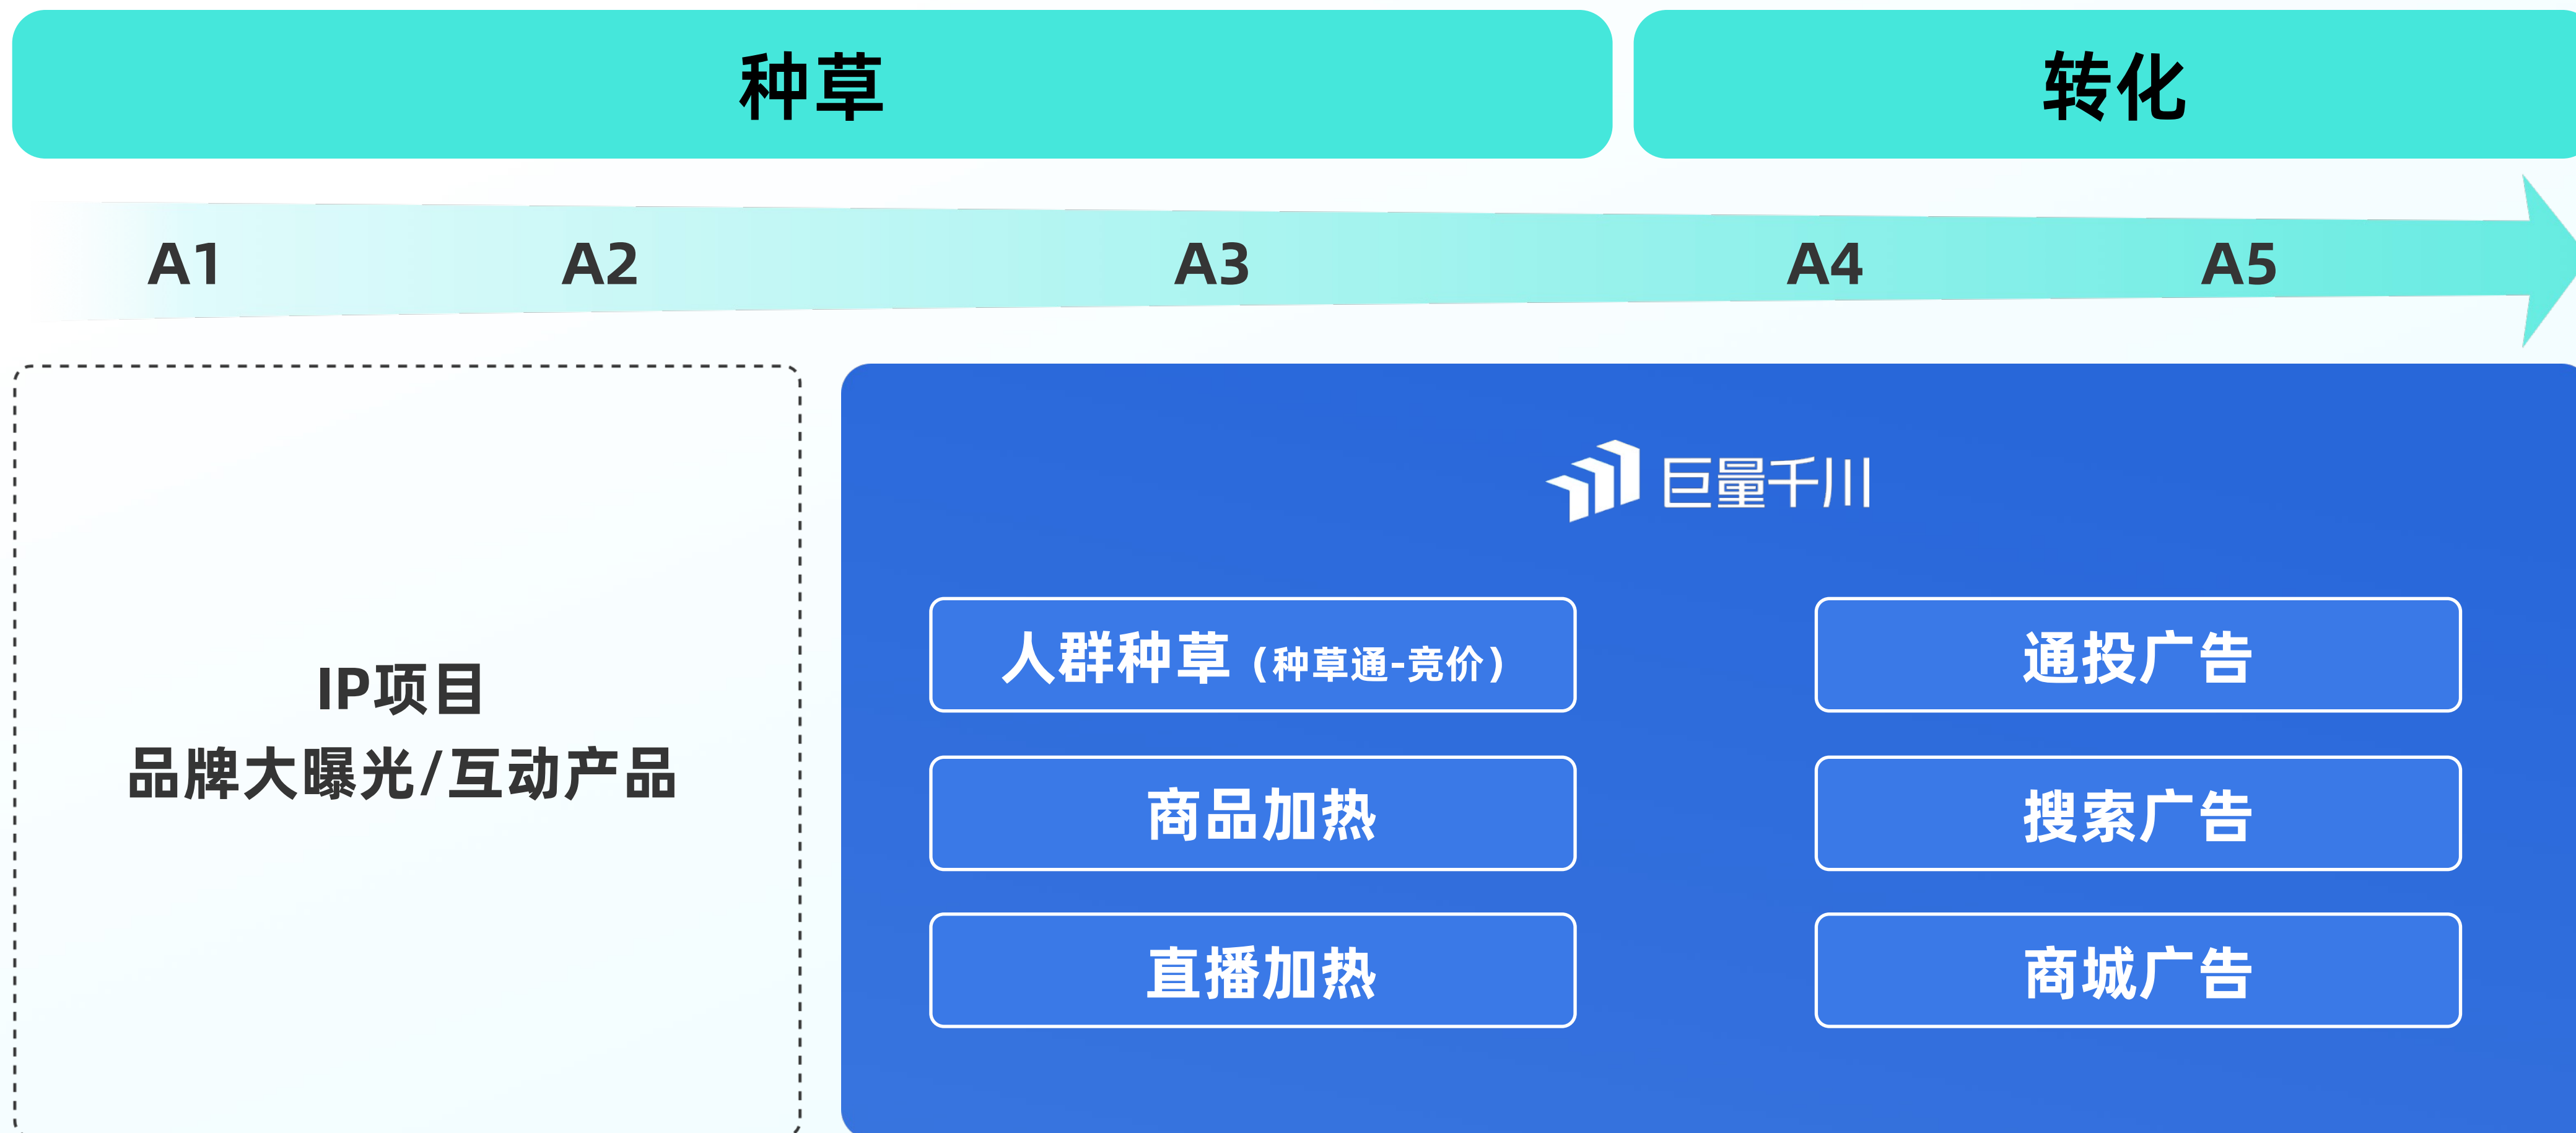 种草
转化
A1
A2
A3
A4
A5
IP项目
品牌大曝光/互动产品
巨量千川
人群种草 (种草通-竞价)
通投广告
商品加热
搜索广告
直播加热
商城广告